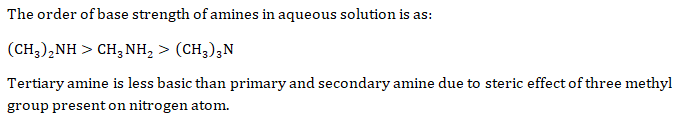 The order of base strength of amines in aqueous solution is as:
(CH₃)₂NH > CH₃NH₂ > (CH₃)₃N
Tertiary amine is less basic than primary and secondary amine due to steric effect of three methyl
group present on nitrogen atom.